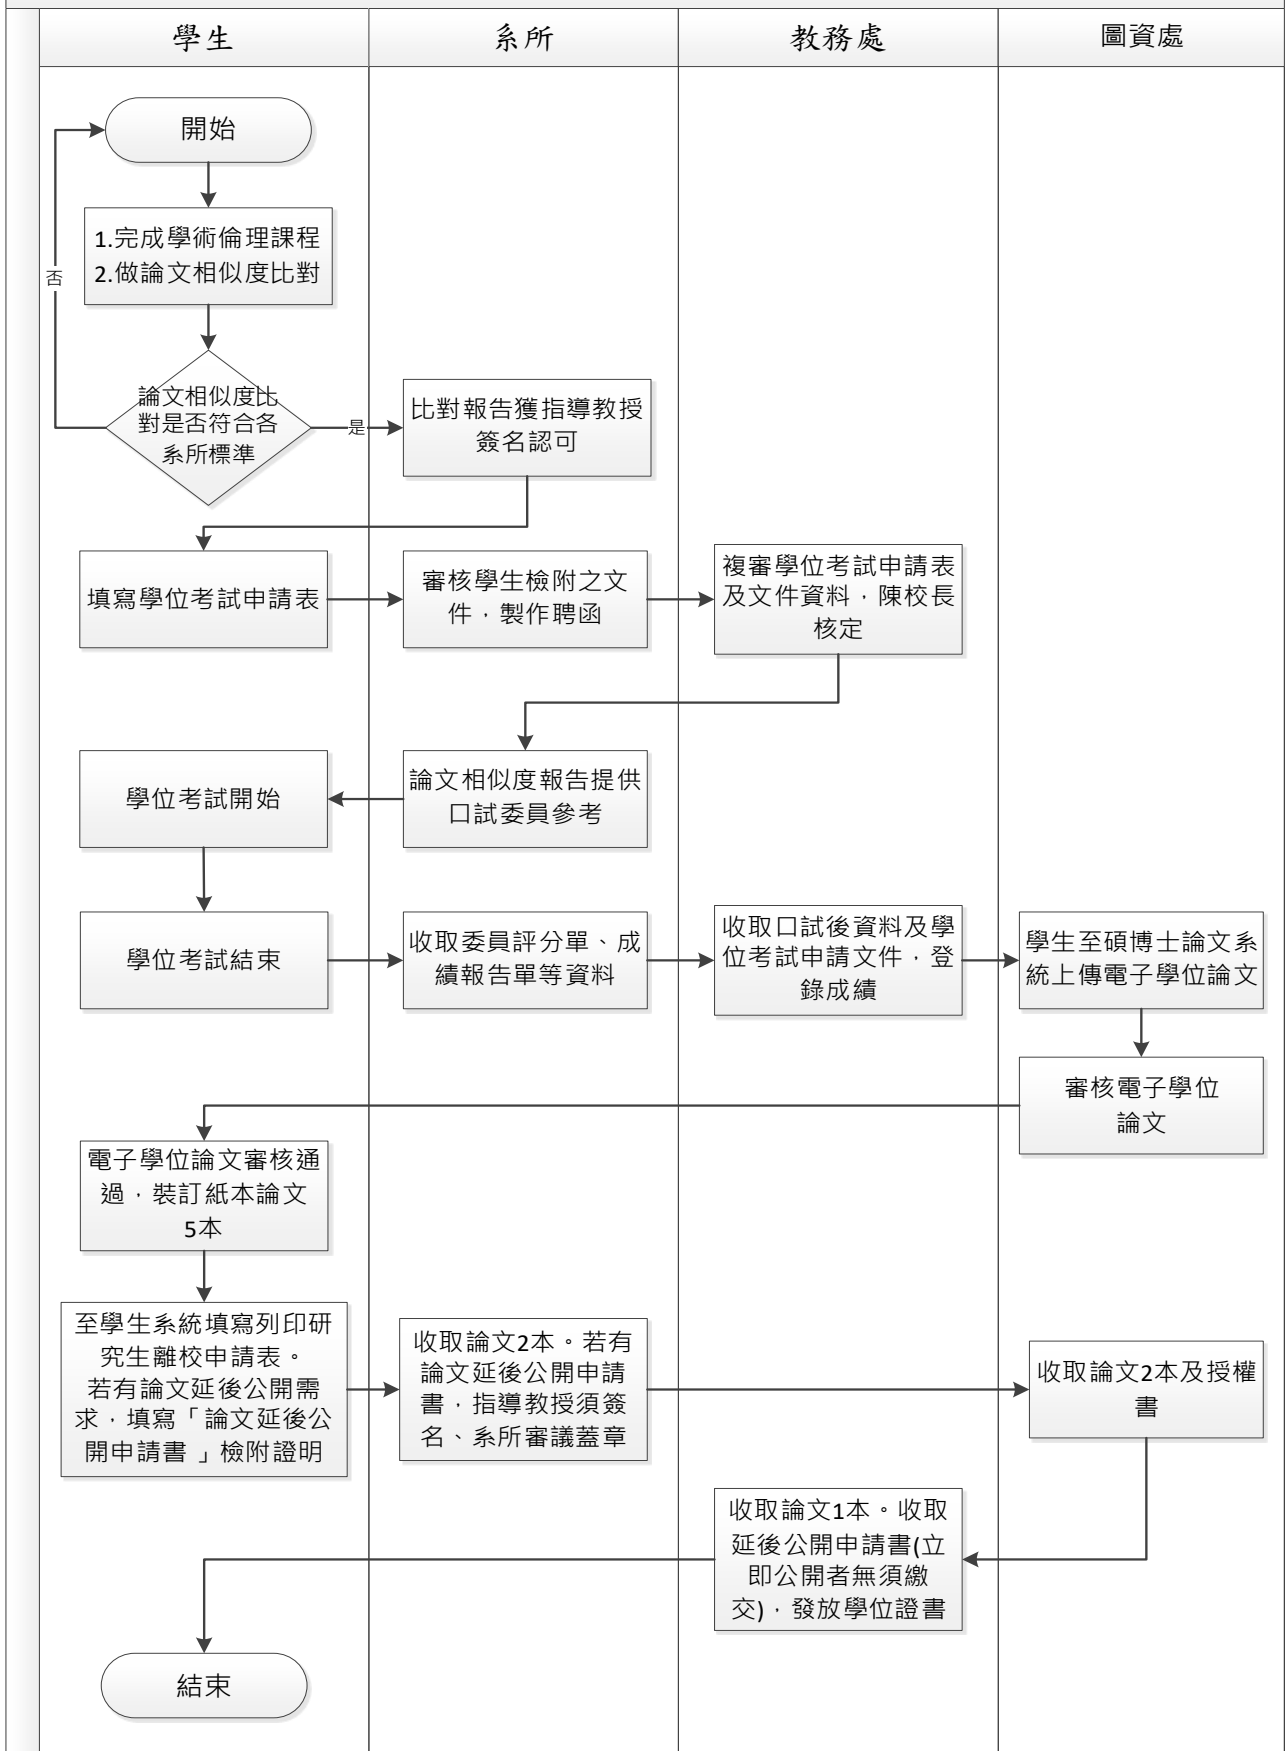 學生
系所
教務處
圖資處
開始
1.完成學術倫理課程
2.做論文相似度比對
否
論文相似度比
對是否符合各
系所標準
是
比對報告獲指導教授
簽名認可
填寫學位考試申請表
審核學生檢附之文
件，製作聘函
複審學位考試申請表
及文件資料，陳校長
核定
學位考試開始
論文相似度報告提供
口試委員參考
學位考試結束
收取委員評分單、成
績報告單等資料
收取口試後資料及學
位考試申請文件，登
錄成績
學生至碩博士論文系
統上傳電子學位論文
審核電子學位
論文
電子學位論文審核通
過，裝訂紙本論文
5本
至學生系統填寫列印研
究生離校申請表。
若有論文延後公開需
求，填寫「論文延後公
開申請書」檢附證明
收取論文2本。若有
論文延後公開申請
書，指導教授須簽
名、系所審議蓋章
收取論文2本及授權
書
收取論文1本。收取
延後公開申請書(立
即公開者無須繳
交)，發放學位證書
結束